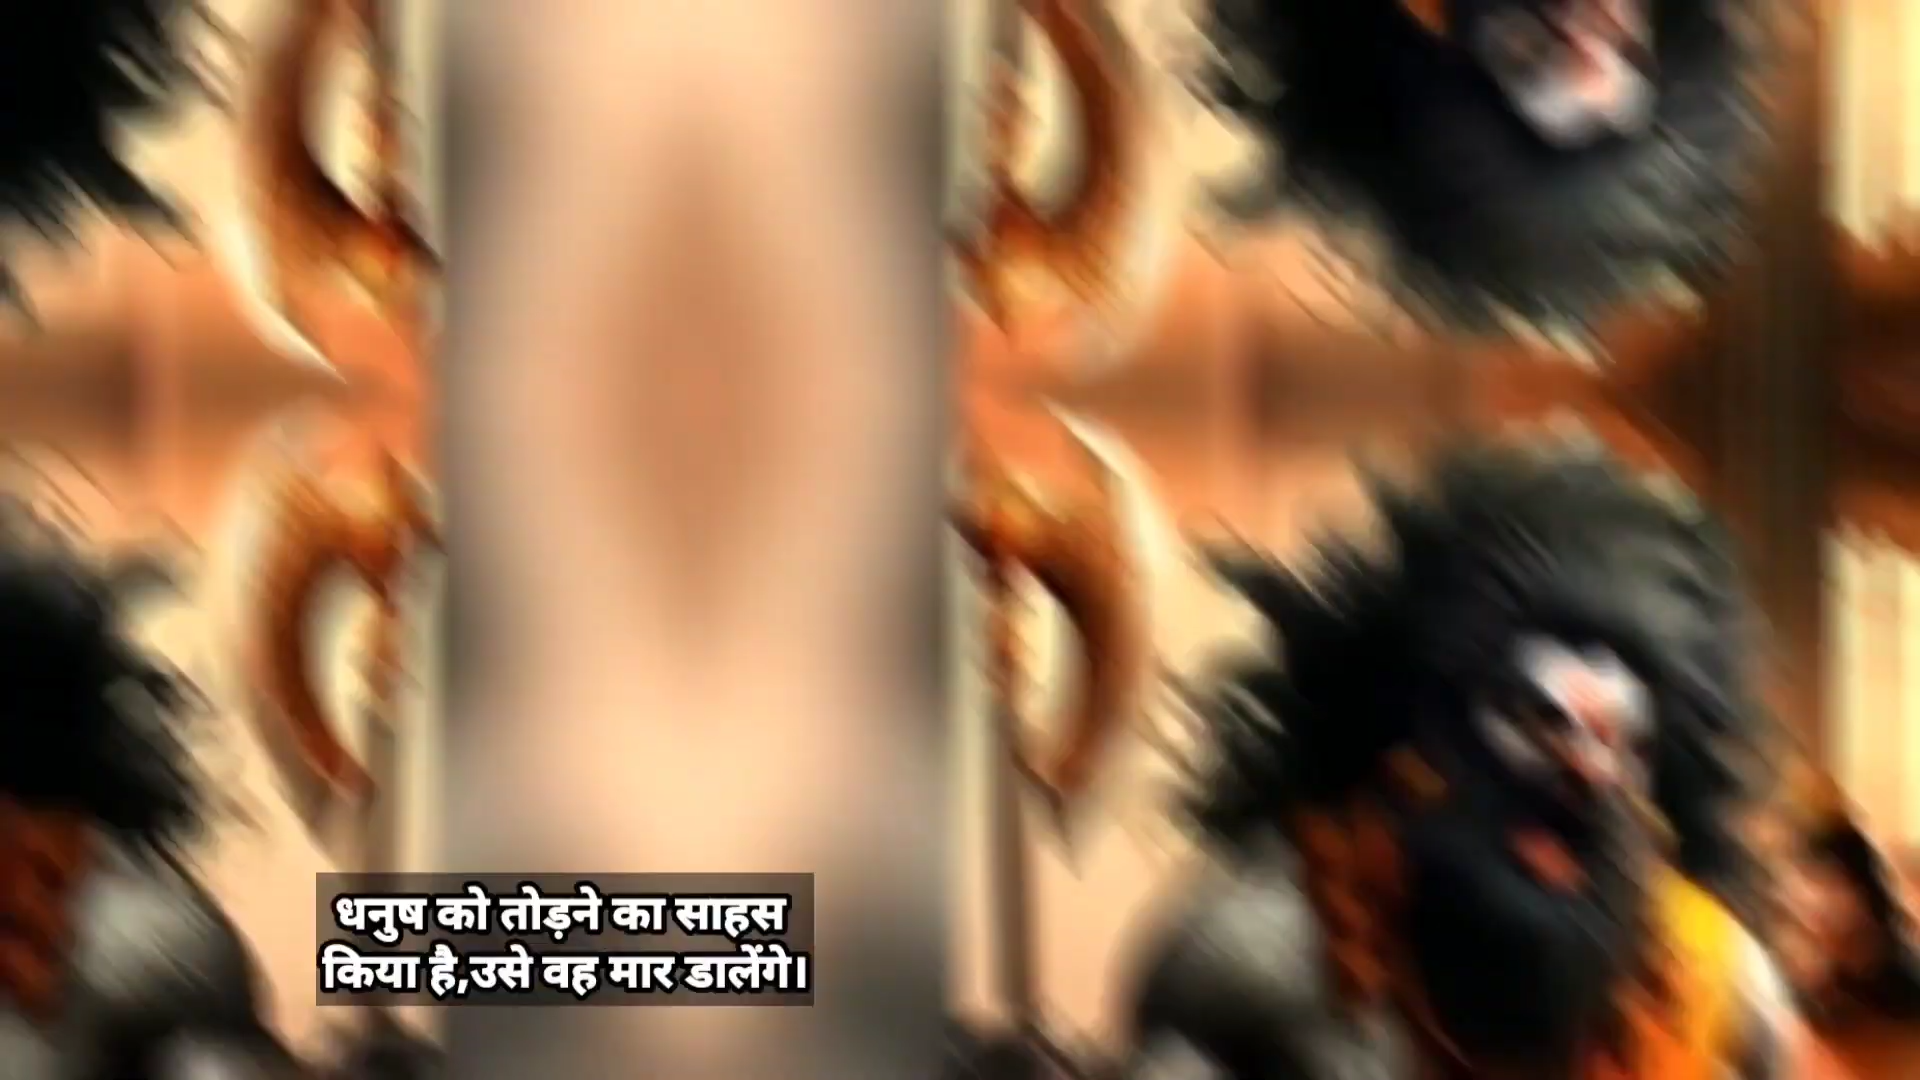 धनुष को तोड़ने का साहस
किया है,उसे वह मार डालेंगे।